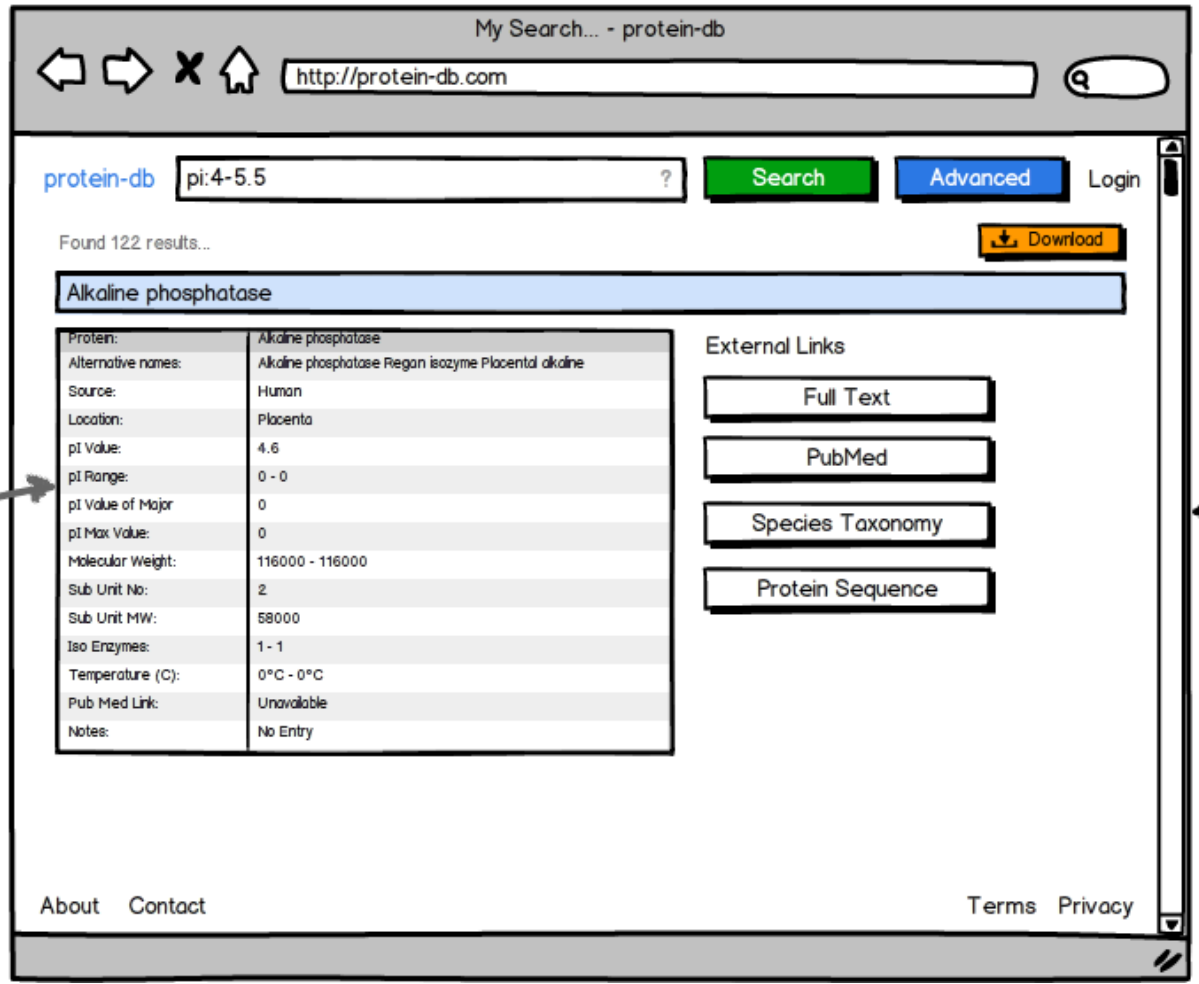 My Search... - protein-db
http://protein-db.com
protein-db pi:4-5.5 ? Search Advanced Login
Found 122 results... Download
Alkaline phosphatase
Protein: Alkaline phosphatase
Alternative names: Alkaline phosphatase Regan isozyme Placental alkaline
Source: Human
Location: Placenta
pI Value: 4.6
pI Range: 0 - 0
pI Value of Major 0
pI Max Value: 0
Molecular Weight: 116000 - 116000
Sub Unit No: 2
Sub Unit MW: 58000
Iso Enzymes: 1 - 1
Temperature (C): 0°C - 0°C
Pub Med Link: Unavailable
Notes: No Entry
External Links
Full Text
PubMed
Species Taxonomy
Protein Sequence
About Contact Terms Privacy